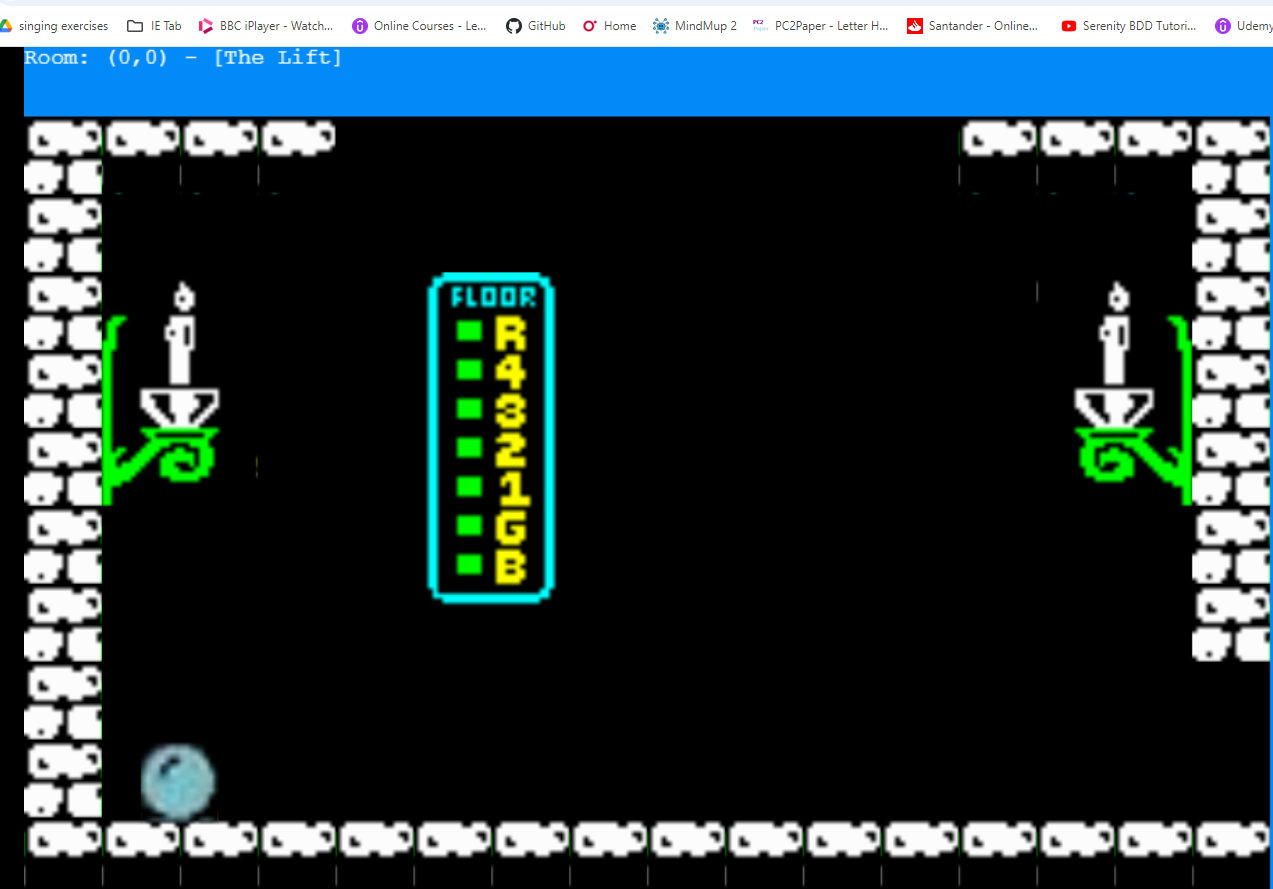 singing exercises IE Tab BBC iPlayer - Watch... Online Courses - Le... GitHub Home MindMup 2 PC2Paper - Letter H... Santander - Online... Serenity BDD Tutori... Udemy
Room: (0,0) - [The Lift]
FLOOR
R
4
3
2
1
G
B